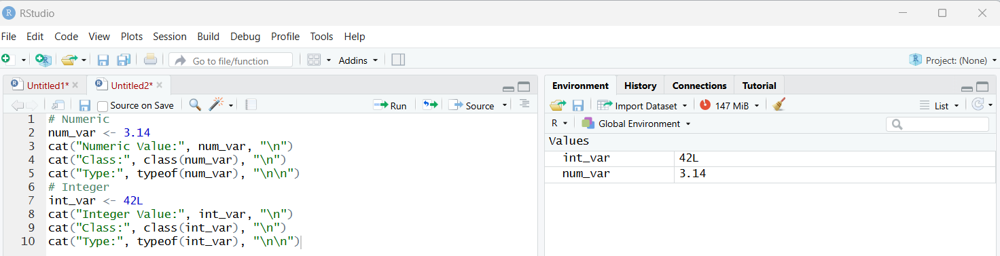 RStudio
File Edit Code View Plots Session Build Debug Profile Tools Help
Go to file/function Addins Project: (None)
Untitled1* Untitled2*
Source on Save Run Source
1 # Numeric
2 num_var <- 3.14
3 cat("Numeric Value:", num_var, "\n")
4 cat("Class:", class(num_var), "\n")
5 cat("Type:", typeof(num_var), "\n\n")
6 # Integer
7 int_var <- 42L
8 cat("Integer Value:", int_var, "\n")
9 cat("Class:", class(int_var), "\n")
10 cat("Type:", typeof(int_var), "\n\n")
Environment History Connections Tutorial
Import Dataset 147 MiB List
R Global Environment
Values
int_var 42L
num_var 3.14